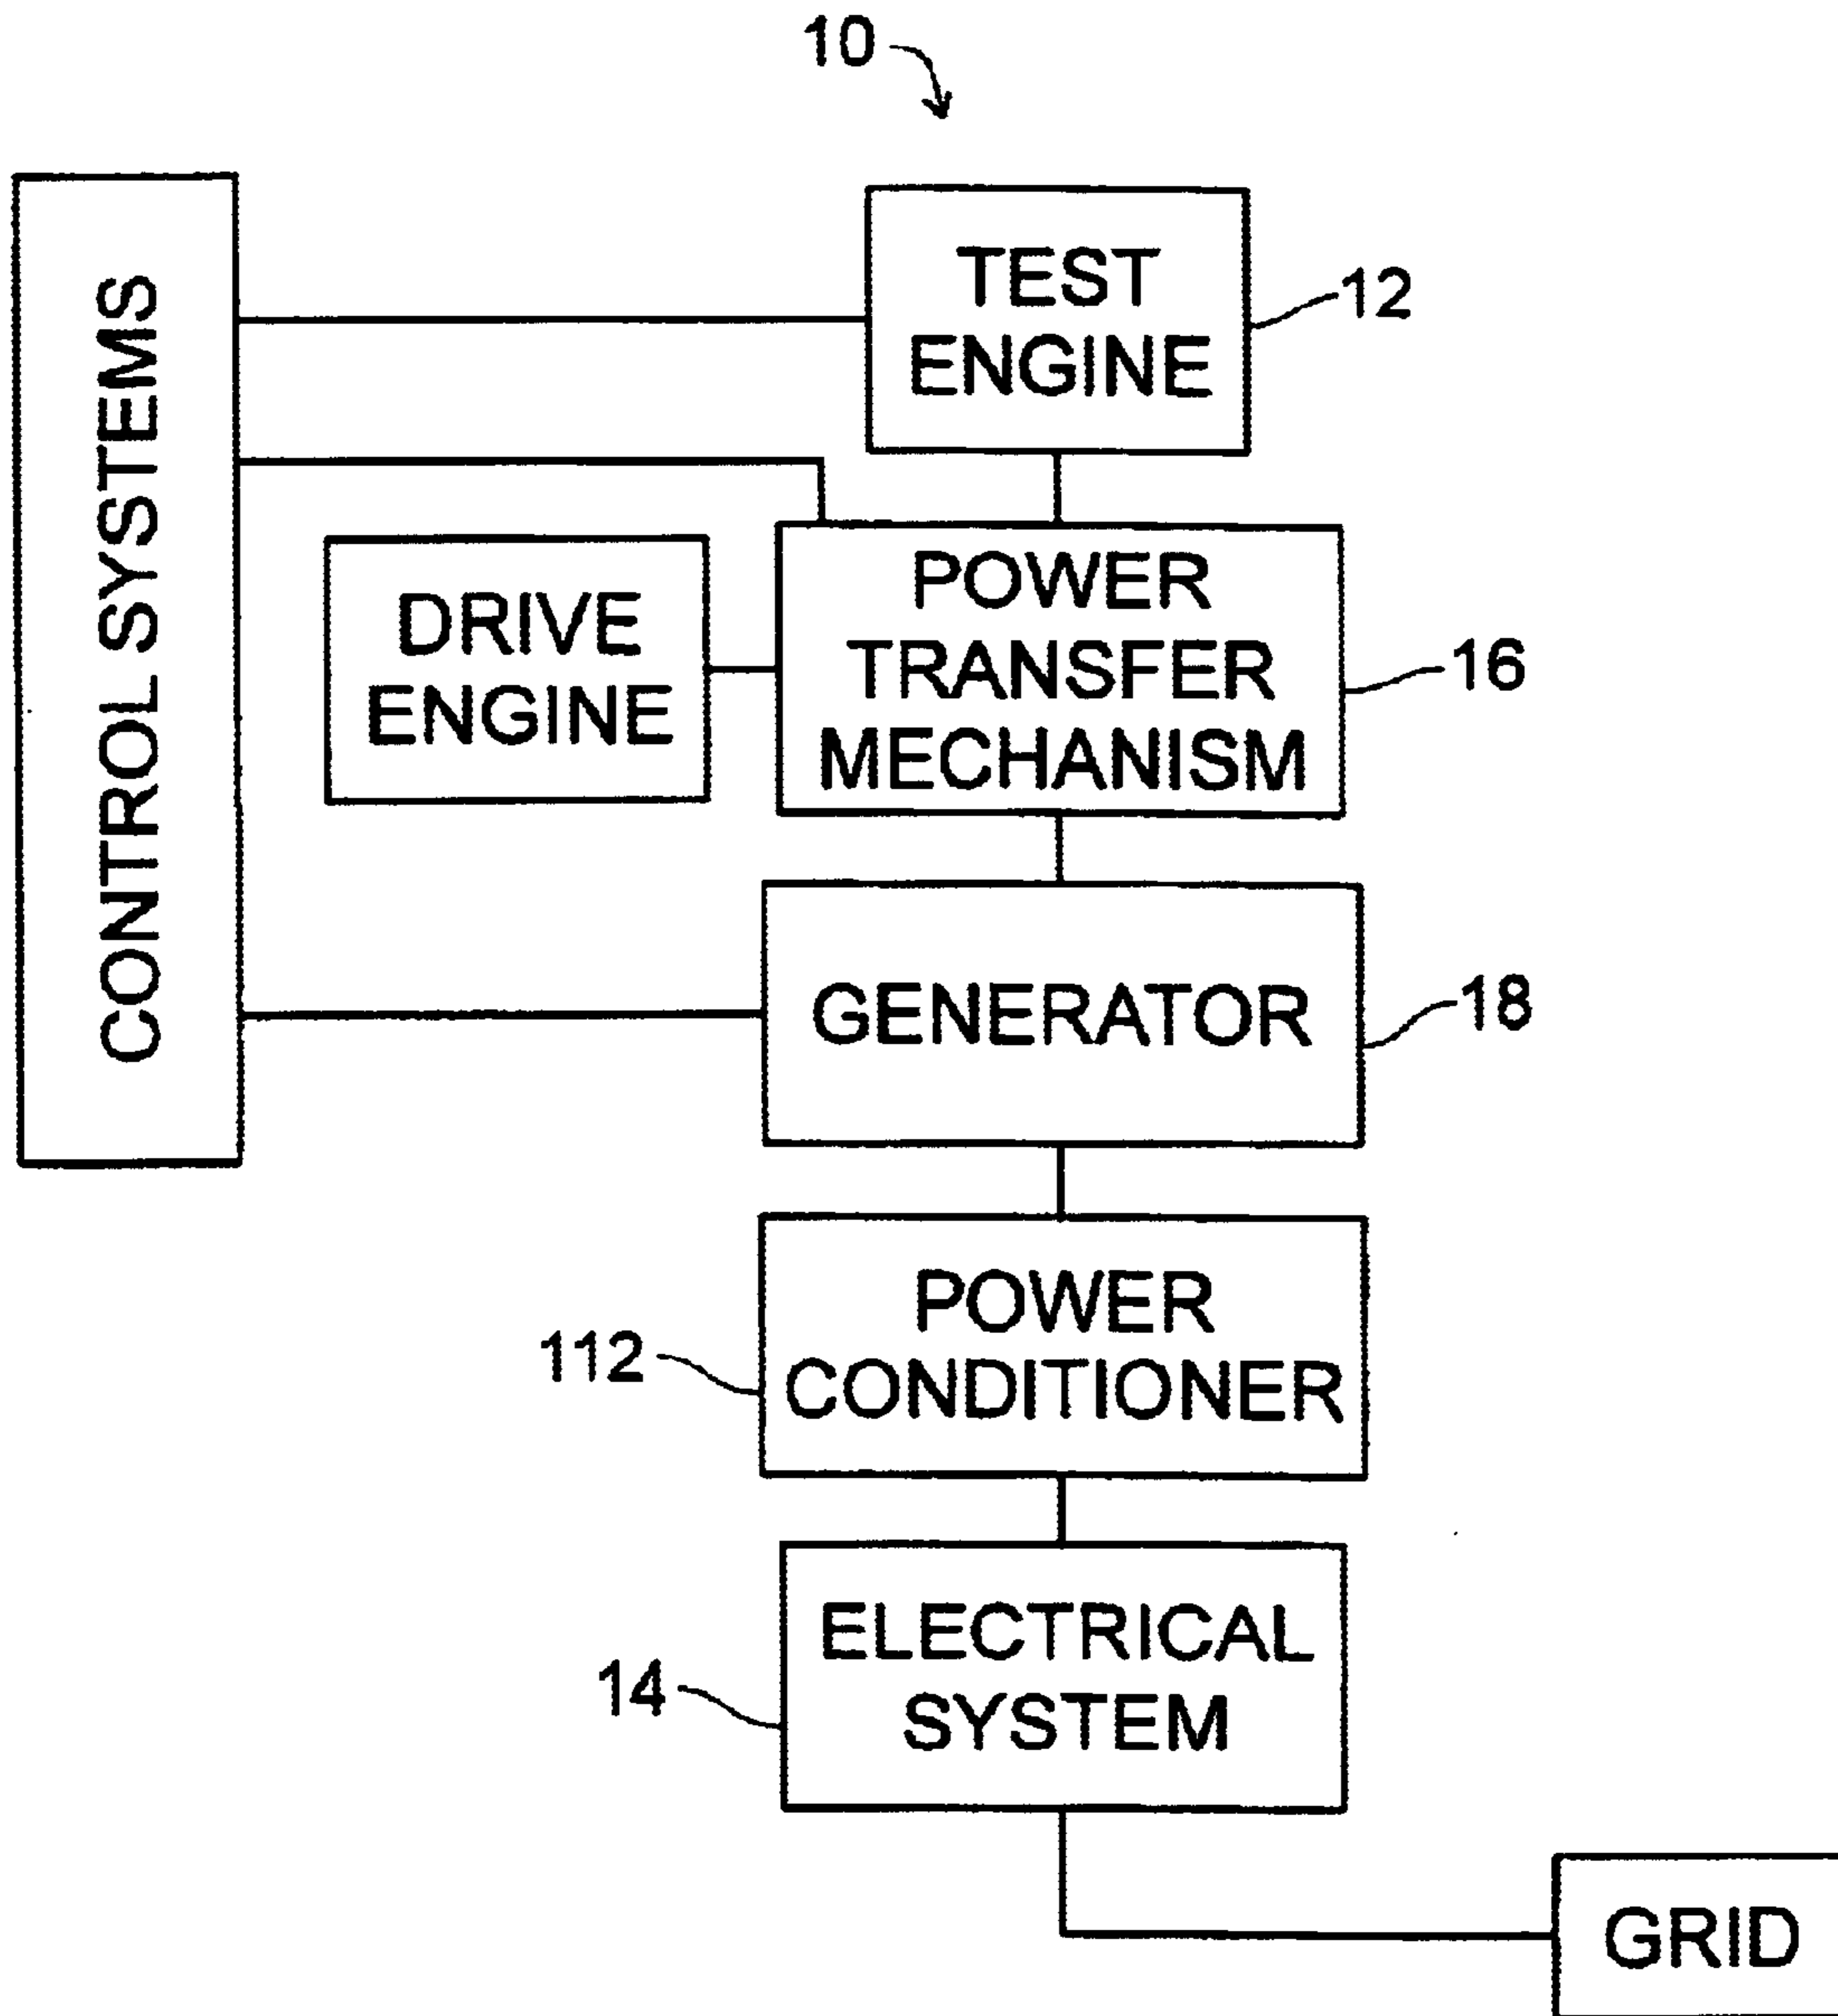 10
CONTROL SYSTEMS
TEST
ENGINE
12
DRIVE
ENGINE
POWER
TRANSFER
MECHANISM
16
GENERATOR
18
POWER
CONDITIONER
112
ELECTRICAL
SYSTEM
14
GRID